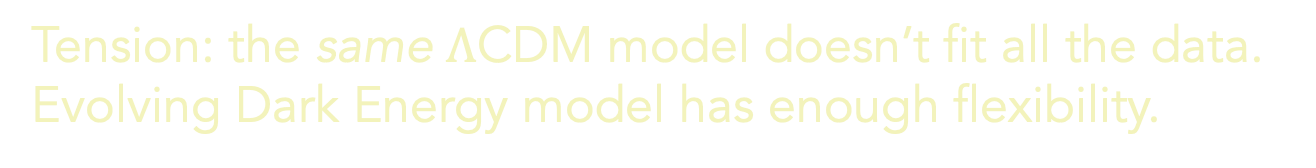 Tension: the same ΛCDM model doesn’t fit all the data.
Evolving Dark Energy model has enough flexibility.